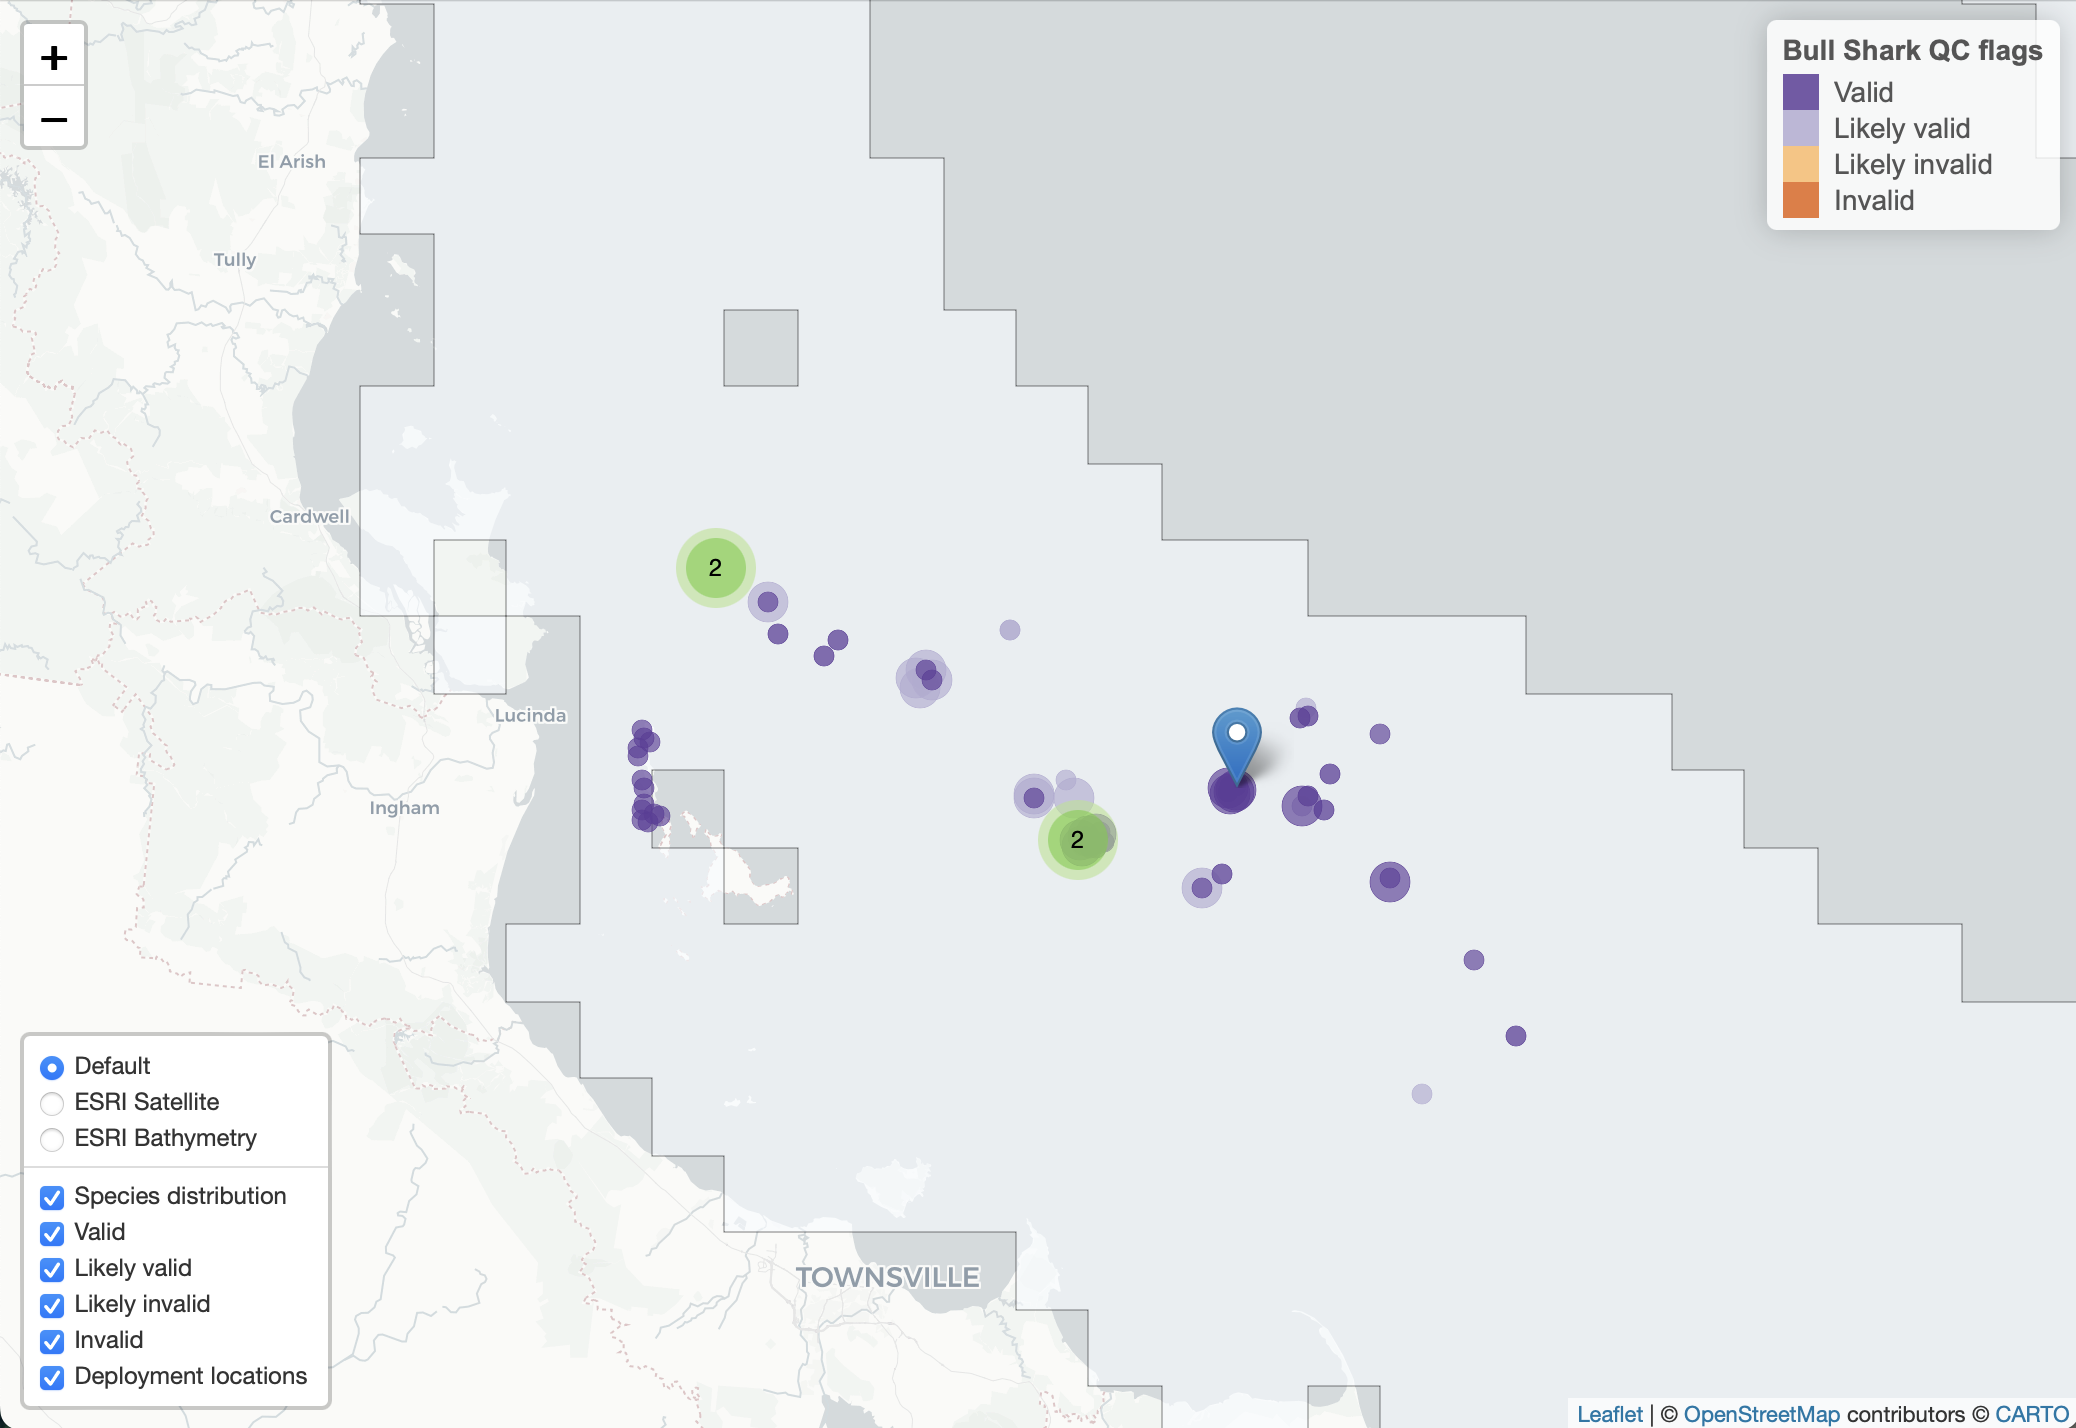 +
−
El Arish
Tully
Cardwell
Lucinda
Ingham
TOWNSVILLE
2
2
Bull Shark QC flags
Valid
Likely valid
Likely invalid
Invalid
Default
ESRI Satellite
ESRI Bathymetry
Species distribution
Valid
Likely valid
Likely invalid
Invalid
Deployment locations
Leaflet | © OpenStreetMap contributors © CARTO